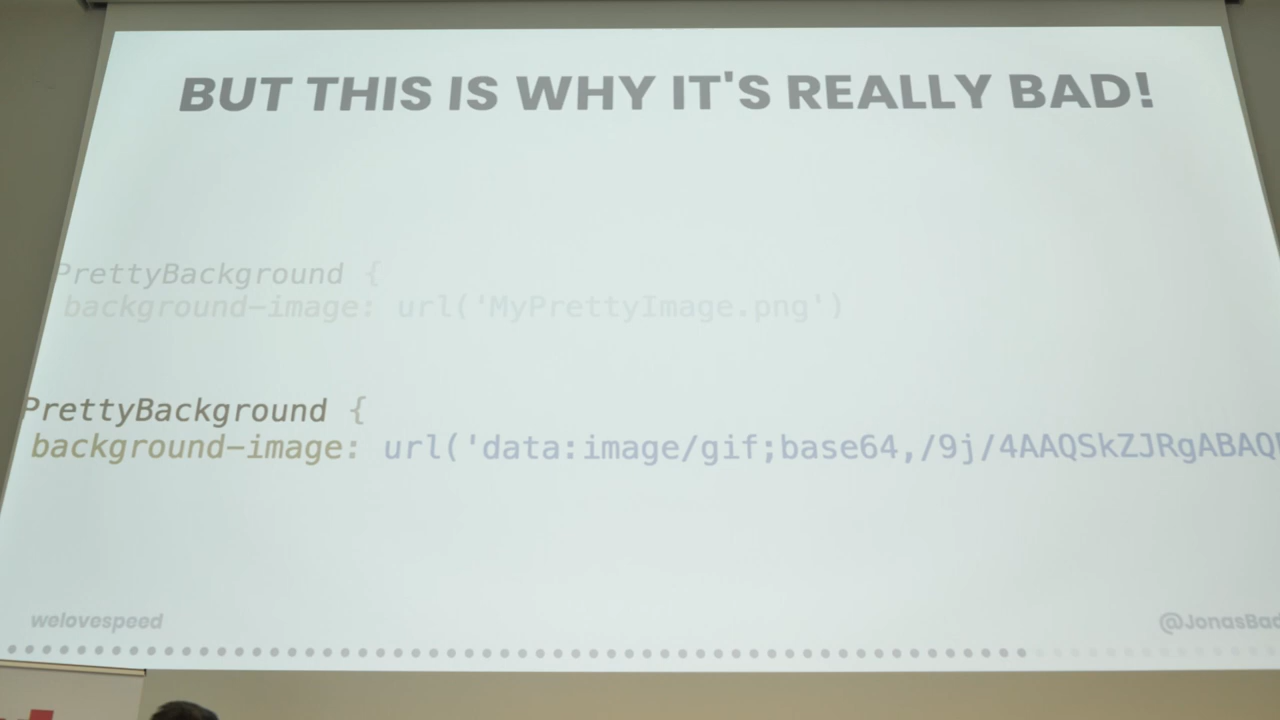 BUT THIS IS WHY IT'S REALLY BAD!
PrettyBackground {
background-image: url('MyPrettyImage.png')
PrettyBackground {
background-image: url('data:image/gif;base64,/9j/4AAQSkZJRgABAQ
welovespeed
@JonasBad